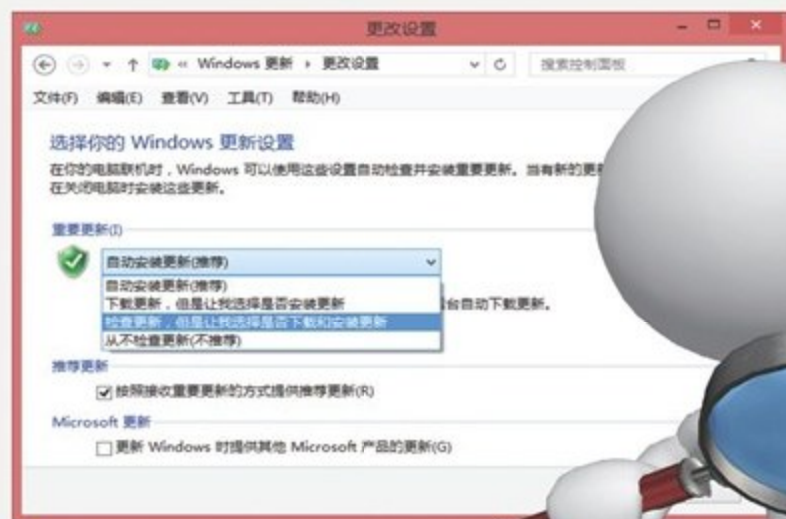 更改设置
« Windows 更新 › 更改设置
搜索控制面板
文件(F) 编辑(E) 查看(V) 工具(T) 帮助(H)
选择你的 Windows 更新设置
在你的电脑联机时，Windows 可以使用这些设置自动检查并安装重要更新。当有新的更
在关闭电脑时安装这些更新。
重要更新(I)
自动安装更新(推荐)
自动安装更新(推荐)
下载更新，但是让我选择是否安装更新
台自动下载更新。
检查更新，但是让我选择是否下载和安装更新
从不检查更新(不推荐)
推荐更新
按照接收重要更新的方式提供推荐更新(R)
Microsoft 更新
更新 Windows 时提供其他 Microsoft 产品的更新(G)